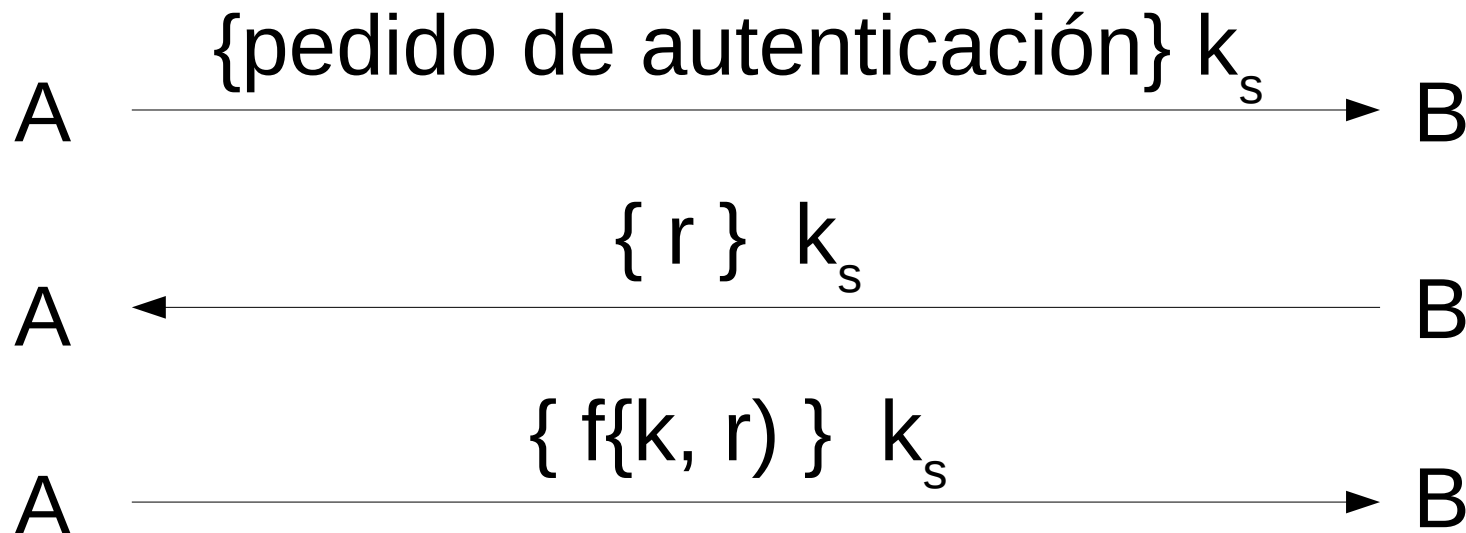 {pedido de autenticación} ks
A B
{ r } ks
A B
{ f{k, r) } ks
A B